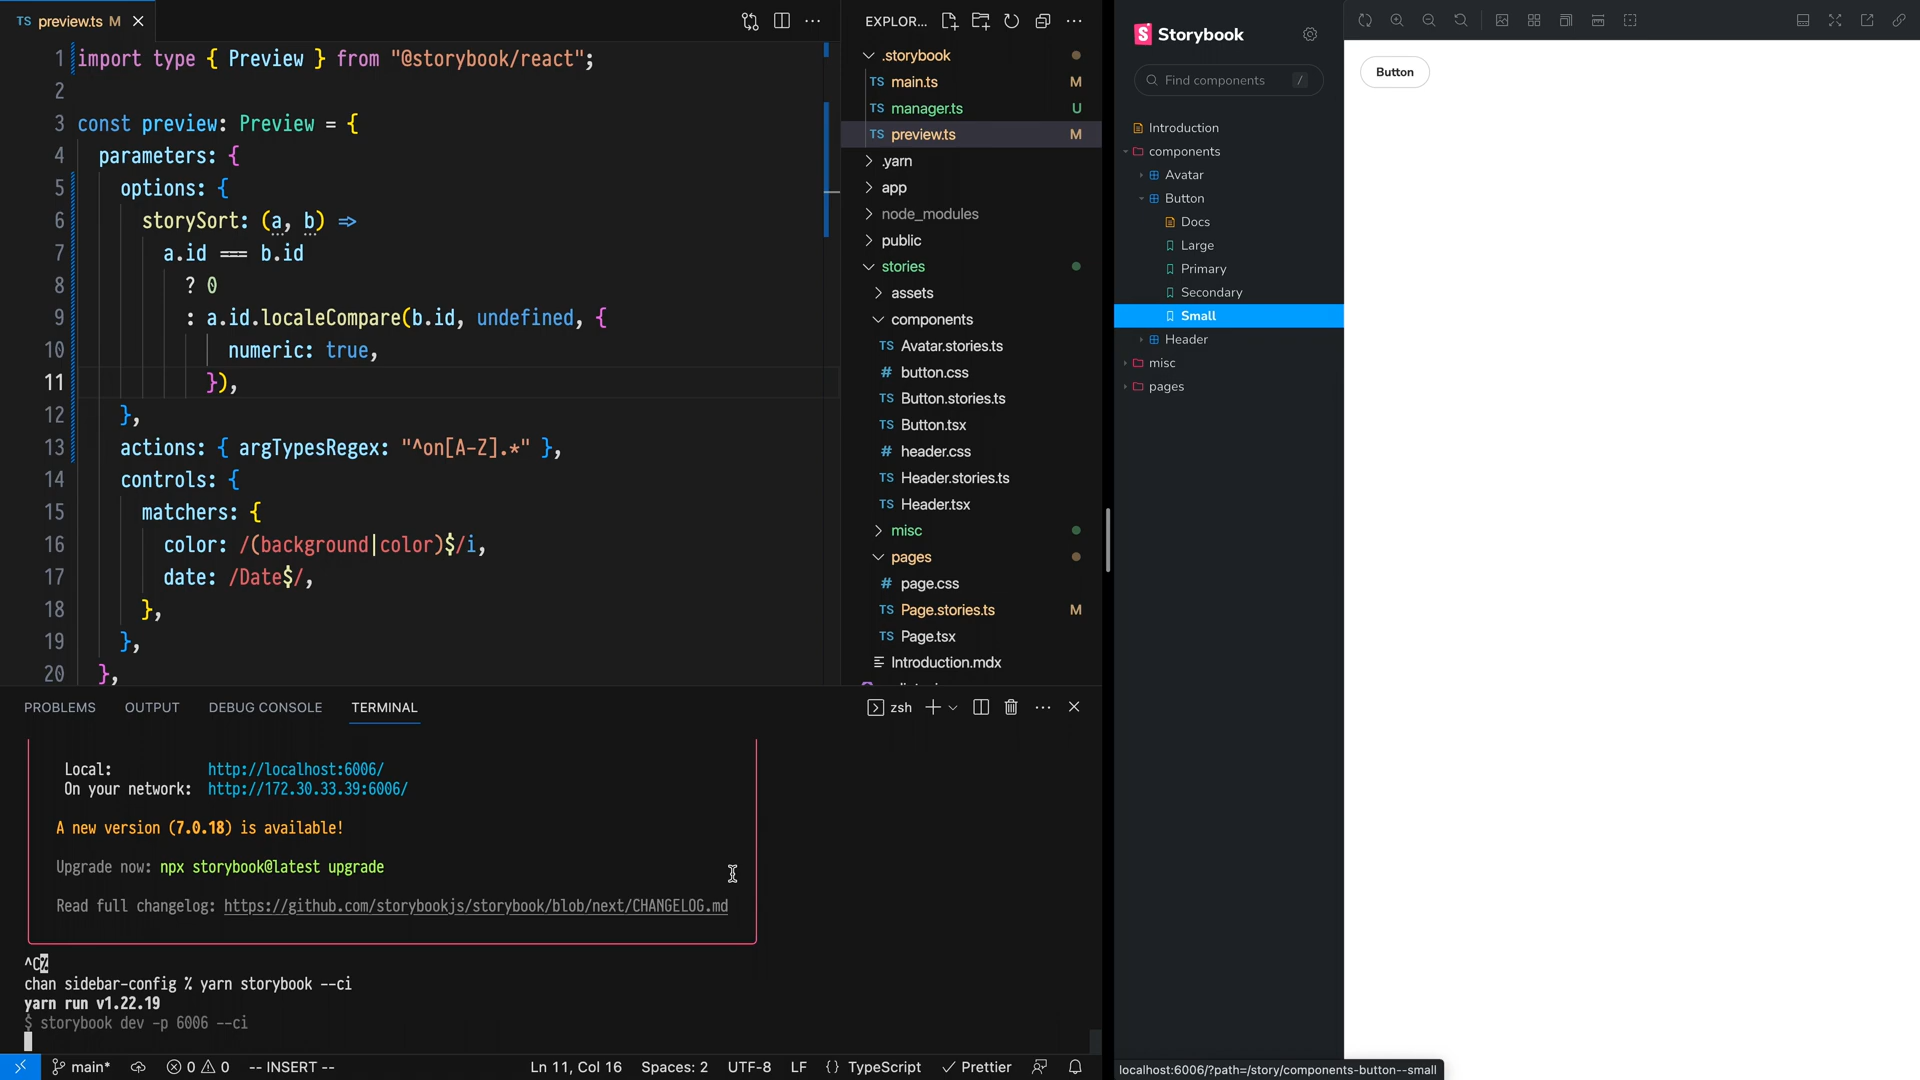 TS preview.ts M
1 import type { Preview } from "@storybook/react";
2
3 const preview: Preview = {
4 parameters: {
5 options: {
6 storySort: (a, b) =>
7 a.id === b.id
8 ? 0
9 : a.id.localeCompare(b.id, undefined, {
10 numeric: true,
11 }),
12 },
13 actions: { argTypesRegex: "^on[A-Z].*" },
14 controls: {
15 matchers: {
16 color: /(background|color)$/i,
17 date: /Date$/,
18 },
19 },
20 },
EXPLOR...
.storybook
TS main.ts M
TS manager.ts U
TS preview.ts M
.yarn
app
node_modules
public
stories
assets
components
TS Avatar.stories.ts
# button.css
TS Button.stories.ts
TS Button.tsx
# header.css
TS Header.stories.ts
TS Header.tsx
misc
pages
# page.css
TS Page.stories.ts M
TS Page.tsx
Introduction.mdx
PROBLEMS OUTPUT DEBUG CONSOLE TERMINAL
zsh
Local: http://localhost:6006/
On your network: http://172.30.33.39:6006/
A new version (7.0.18) is available!
Upgrade now: npx storybook@latest upgrade
Read full changelog: https://github.com/storybookjs/storybook/blob/next/CHANGELOG.md
chan sidebar-config % yarn storybook --ci
yarn run v1.22.19
$ storybook dev -p 6006 --ci
main* 0 0 -- INSERT -- Ln 11, Col 16 Spaces: 2 UTF-8 LF {} TypeScript Prettier
S Storybook
Find components /
Introduction
components
Avatar
Button
Docs
Large
Primary
Secondary
Small
Header
misc
pages
Button
localhost:6006/?path=/story/components-button--small